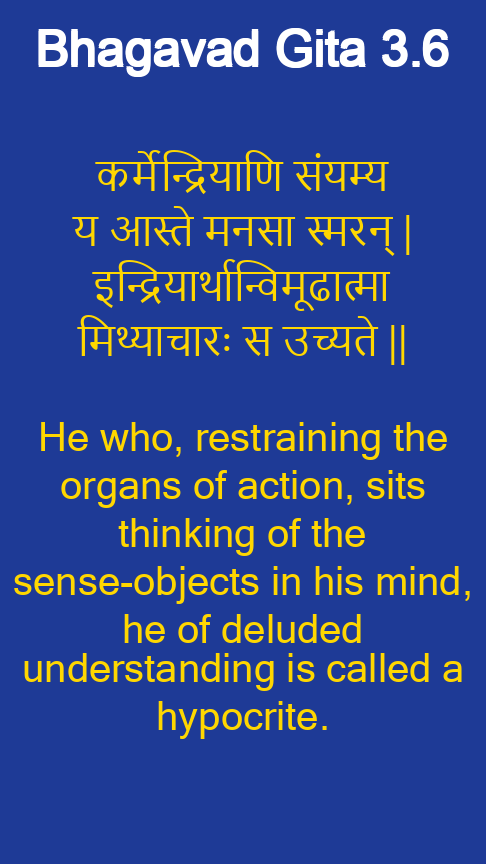 Bhagavad Gita 3.6
कर्मेन्द्रियाणि संयम्य
य आस्ते मनसा स्मरन् |
इन्द्रियार्थान्विमूढात्मा
मिथ्याचारः स उच्यते ||
He who, restraining the
organs of action, sits
thinking of the
sense-objects in his mind,
he of deluded
understanding is called a
hypocrite.